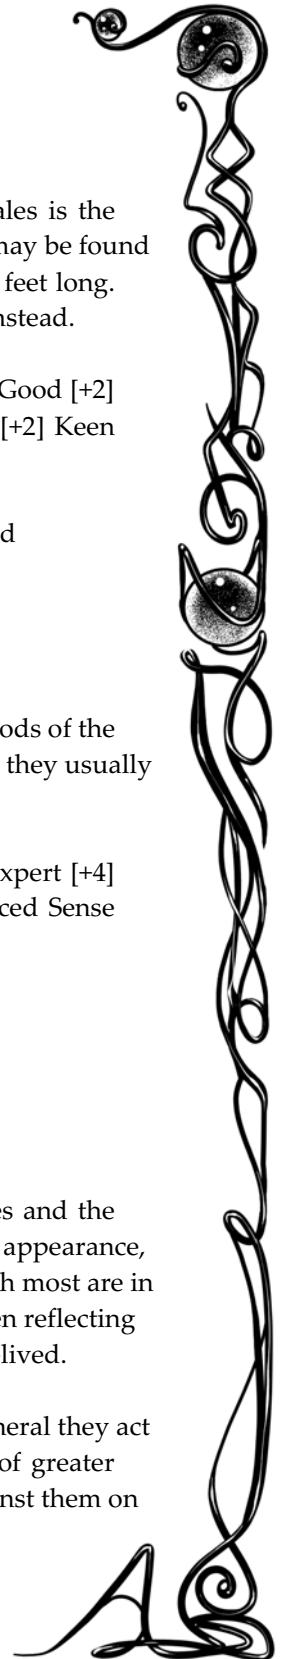 ales is the
may be found
feet long.
nstead.
Good [+2]
[+2] Keen
d
ods of the
they usually
xpert [+4]
ced Sense
es and the
appearance,
h most are in
en reflecting
lived.
neral they act
of greater
nst them on